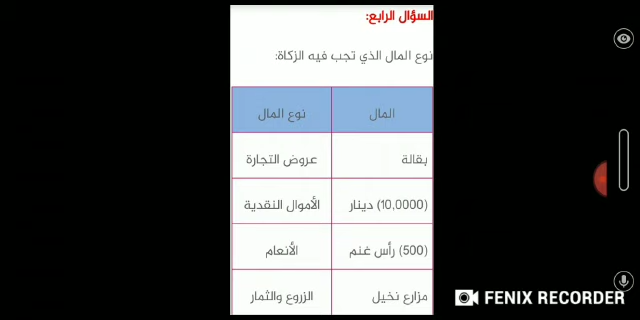 السؤال الرابع:
نوع المال الذي تجب فيه الزكاة:
المال نوع المال
بقالة عروض التجارة
(10,0000) دينار الأموال النقدية
(500) رأس غنم الأنعام
مزارع نخيل الزروع والثمار
FENIX RECORDER